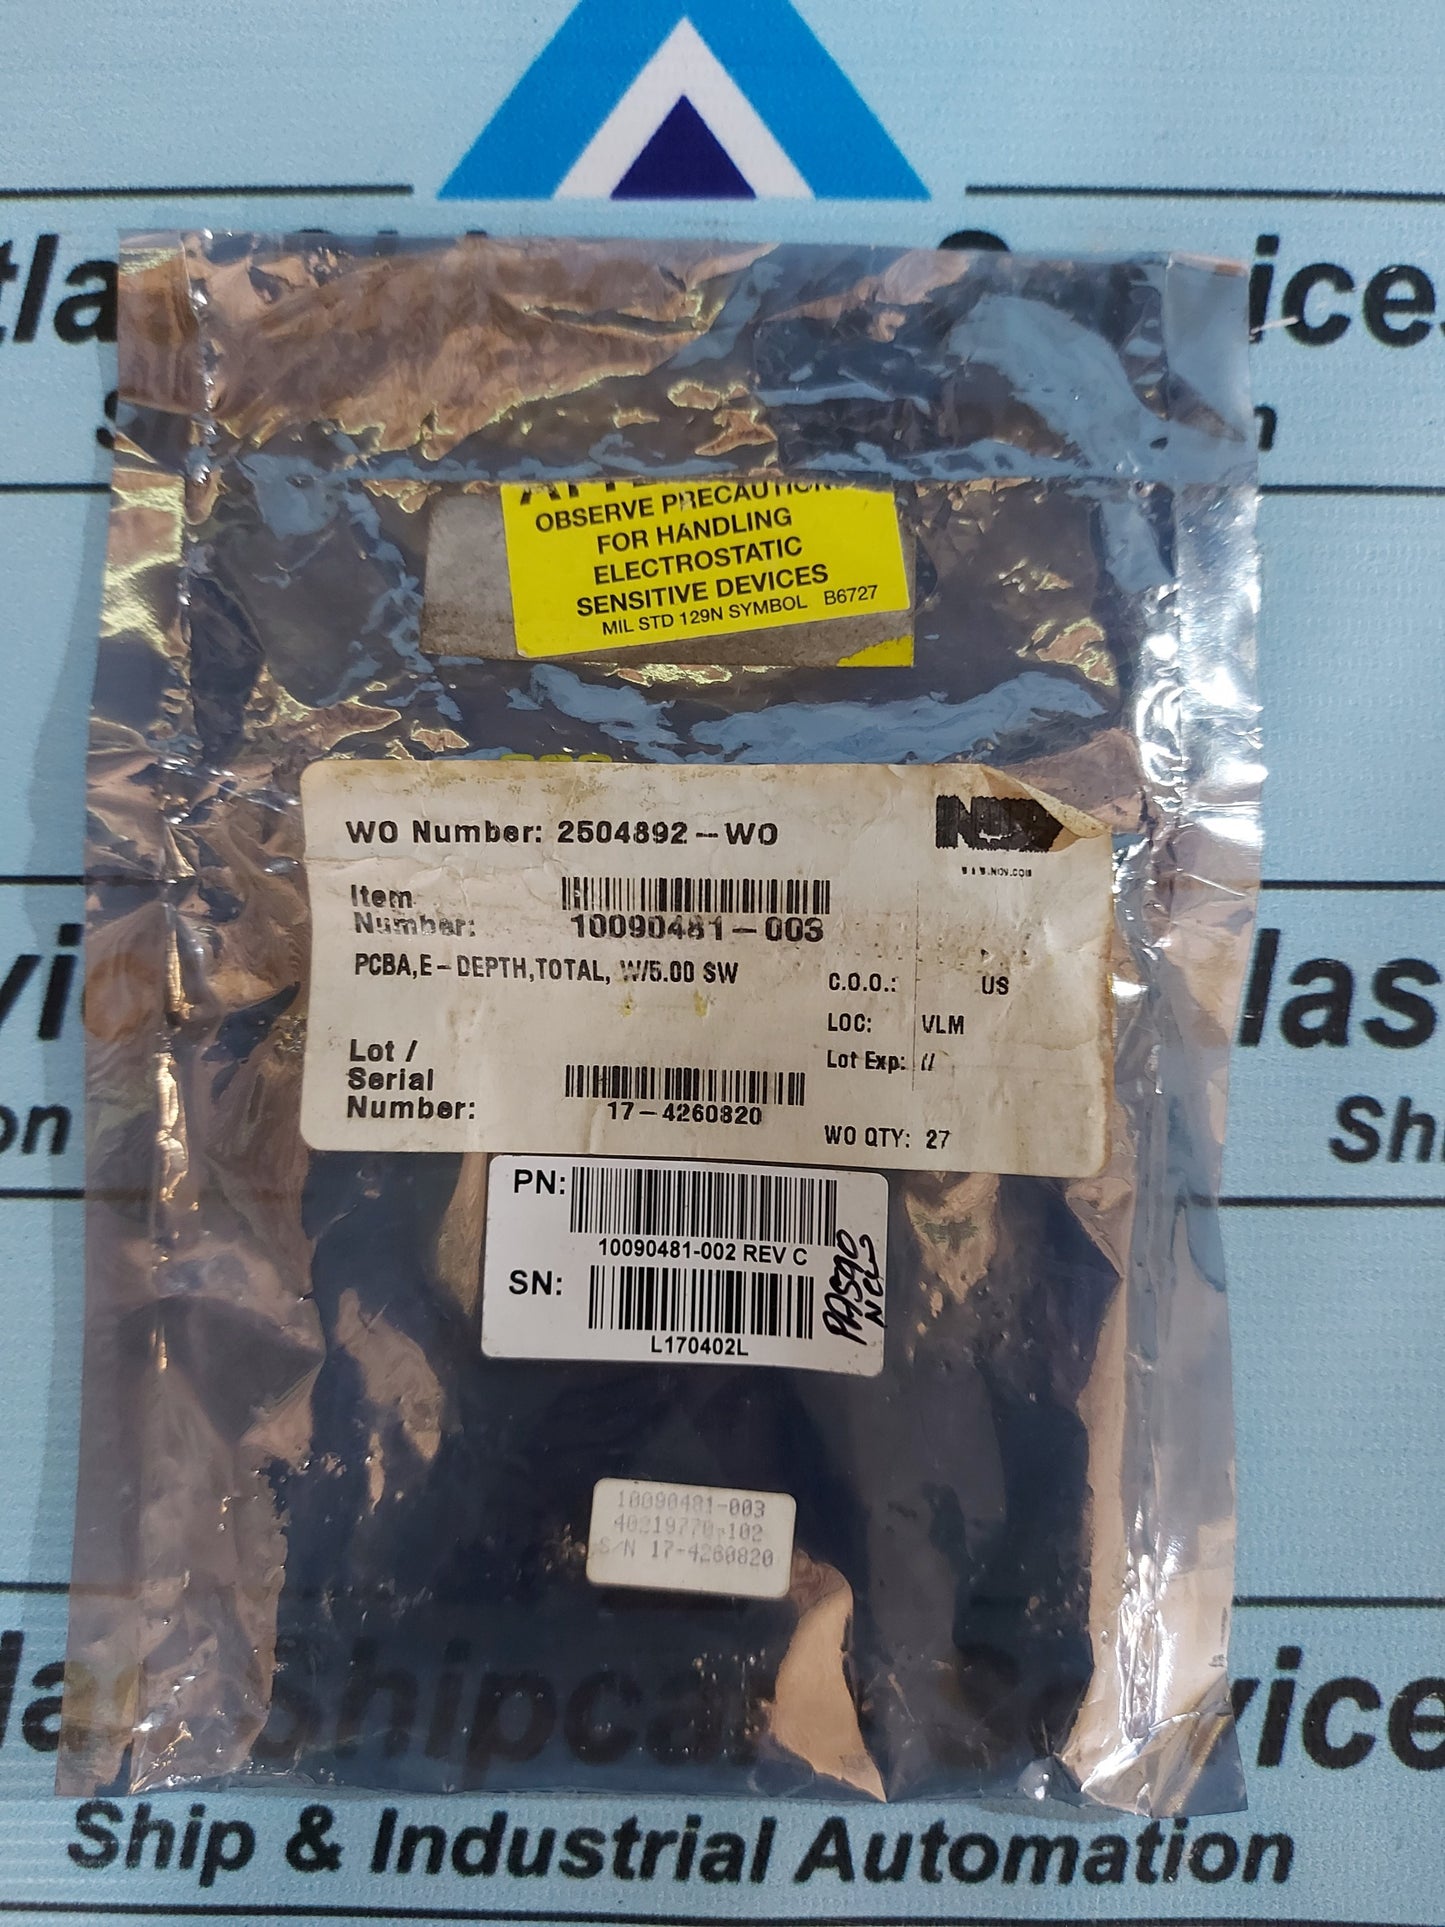 OBSERVE PRECAUTION
FOR HANDLING
ELECTROSTATIC
SENSITIVE DEVICES
MIL STD 129N SYMBOL B6727
WO Number: 2504892-WO
NOV
Item
Number:
10090481-003
PCBA,E-DEPTH,TOTAL, W/5.00 SW
C.O.O.: US
LOC: VLM
Lot Exp: //
Lot /
Serial
Number:
17-4260820
WO QTY: 27
PN:
10090481-002 REV C
SN:
L170402L
10090481-003
40219770-102
S/N 17-4260820
Ship & Industrial Automation